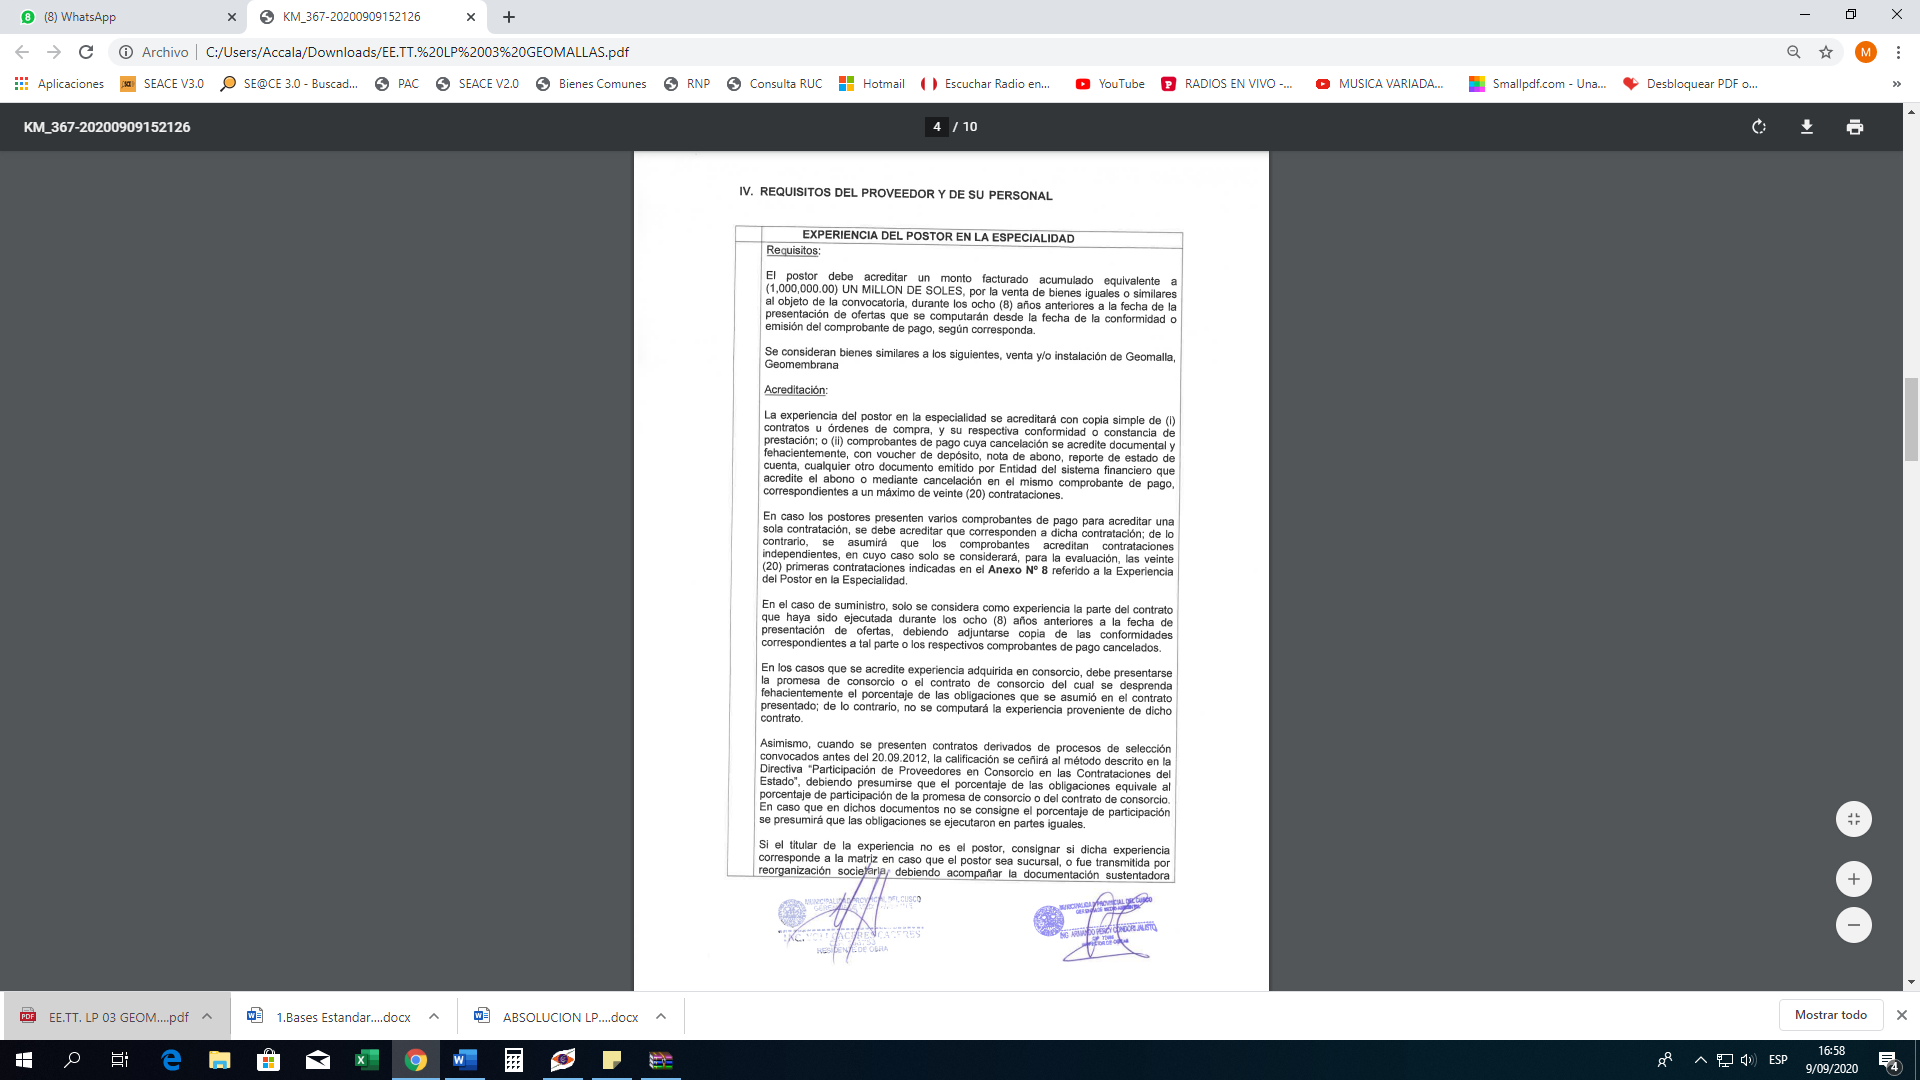 (8) WhatsApp
KM_367-20200909152126
Archivo
C:/Users/Accala/Downloads/EE.TT.%20LP%2003%20GEOMALLAS.pdf
M
Aplicaciones
SEACE V3.0
SE@CE 3.0 - Buscad...
PAC
SEACE V2.0
Bienes Comunes
RNP
Consulta RUC
Hotmail
Escuchar Radio en...
YouTube
RADIOS EN VIVO -...
MUSICA VARIADA...
Smallpdf.com - Una...
Desbloquear PDF o...
»
KM_367-20200909152126
4 / 10
IV. REQUISITOS DEL PROVEEDOR Y DE SU PERSONAL
EXPERIENCIA DEL POSTOR EN LA ESPECIALIDAD
Requisitos:
El postor debe acreditar un monto facturado acumulado equivalente a
(1,000,000.00) UN MILLON DE SOLES, por la venta de bienes iguales o similares
al objeto de la convocatoria, durante los ocho (8) años anteriores a la fecha de la
presentación de ofertas que se computarán desde la fecha de la conformidad o
emisión del comprobante de pago, según corresponda.
Se consideran bienes similares a los siguientes, venta y/o instalación de Geomalla,
Geomembrana
Acreditación:
La experiencia del postor en la especialidad se acreditará con copia simple de (i)
contratos u órdenes de compra, y su respectiva conformidad o constancia de
prestación; o (ii) comprobantes de pago cuya cancelación se acredite documental y
fehacientemente, con voucher de depósito, nota de abono, reporte de estado de
cuenta, cualquier otro documento emitido por Entidad del sistema financiero que
acredite el abono o mediante cancelación en el mismo comprobante de pago,
correspondientes a un máximo de veinte (20) contrataciones.
En caso los postores presenten varios comprobantes de pago para acreditar una
sola contratación, se debe acreditar que corresponden a dicha contratación; de lo
contrario, se asumirá que los comprobantes acreditan contrataciones
independientes, en cuyo caso solo se considerará, para la evaluación, las veinte
(20) primeras contrataciones indicadas en el Anexo Nº 8 referido a la Experiencia
del Postor en la Especialidad.
En el caso de suministro, solo se considera como experiencia la parte del contrato
que haya sido ejecutada durante los ocho (8) años anteriores a la fecha de
presentación de ofertas, debiendo adjuntarse copia de las conformidades
correspondientes a tal parte o los respectivos comprobantes de pago cancelados.
En los casos que se acredite experiencia adquirida en consorcio, debe presentarse
la promesa de consorcio o el contrato de consorcio del cual se desprenda
fehacientemente el porcentaje de las obligaciones que se asumió en el contrato
presentado; de lo contrario, no se computará la experiencia proveniente de dicho
contrato.
Asimismo, cuando se presenten contratos derivados de procesos de selección
convocados antes del 20.09.2012, la calificación se ceñirá al método descrito en la
Directiva "Participación de Proveedores en Consorcio en las Contrataciones del
Estado", debiendo presumirse que el porcentaje de las obligaciones equivale al
porcentaje de participación de la promesa de consorcio o del contrato de consorcio.
En caso que en dichos documentos no se consigne el porcentaje de participación
se presumirá que las obligaciones se ejecutaron en partes iguales.
Si el titular de la experiencia no es el postor, consignar si dicha experiencia
corresponde a la matriz en caso que el postor sea sucursal, o fue transmitida por
reorganización societaria, debiendo acompañar la documentación sustentadora
MUNICIPALIDAD PROVINCIAL DEL CUSCO
RESIDENTE DE OBRA
MUNICIPALIDAD PROVINCIAL DEL CUSCO
EE.TT. LP 03 GEOM....pdf
1.Bases Estandar....docx
ABSOLUCION LP....docx
Mostrar todo
ESP
16:58
9/09/2020
4